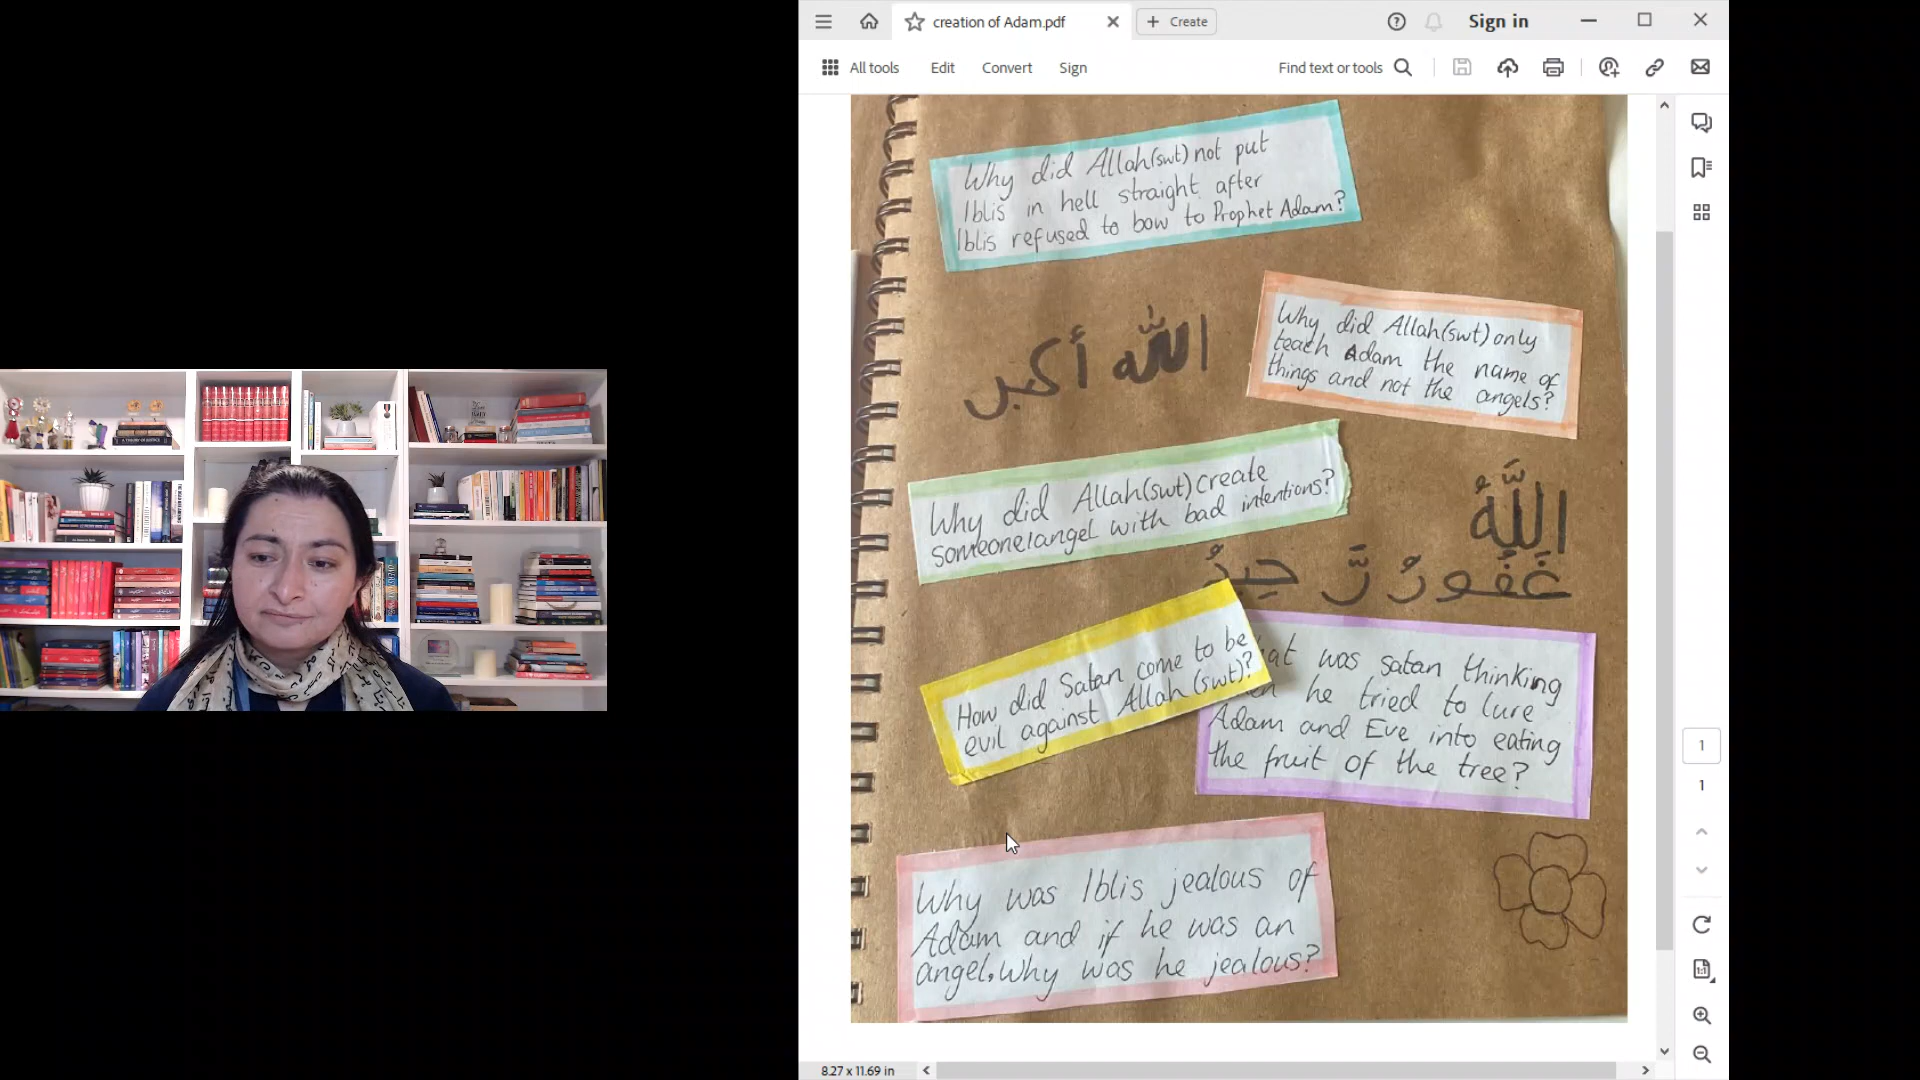 creation of Adam.pdf
Create
Sign in
All tools
Edit
Convert
Sign
Find text or tools
Why did Allah(swt) not put
Iblis in hell straight after
Iblis refused to bow to Prophet Adam?
الله أكبر
Why did Allah(swt) only
teach Adam the name of
things and not the angels?
Why did Allah(swt) create
someone/angel with bad intentions?
اللَّهُ
غَفُورٌ رَّحِيمٌ
How did Satan come to be
evil against Allah (swt)?
was satan thinking
he tried to lure
Adam and Eve into eating
the fruit of the tree?
Why was Iblis jealous of
Adam and if he was an
angel, Why was he jealous?
1
1
8.27 x 11.69 in